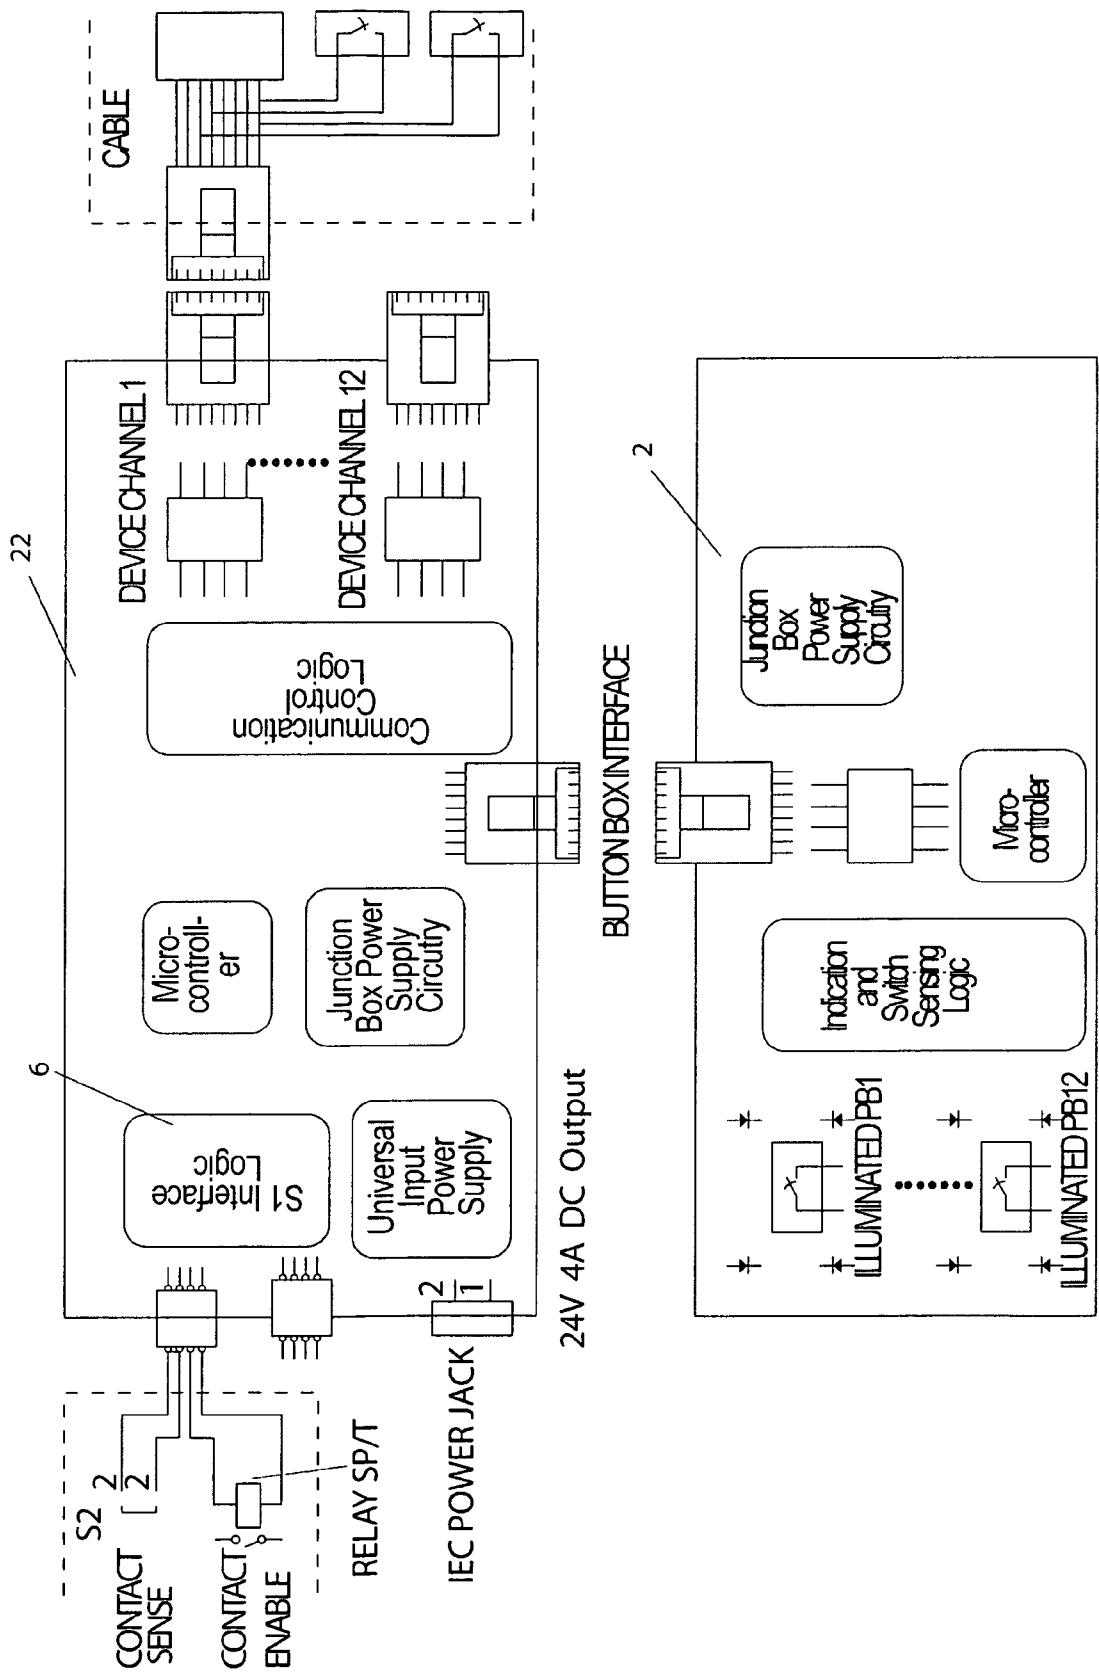 CONTACT
SENSE
S2
2
2
CONTACT
ENABLE
RELAY SP/T
IEC POWER JACK
2
1
24V 4A DC Output
6
S1 Interface
Logic
Universal
Input
Power
Supply
Micro-
controll-
er
Junction
Box Power
Supply
Circutry
22
Communication
Control
Logic
DEVICE CHANNEL 1
DEVICE CHANNEL 12
CABLE
BUTTON BOX INTERFACE
ILLUMINATED PB1
ILLUMINATED PB12
Indication
and
Switch
Sensing
Logic
Micro-
controller
Junction
Box
Power
Supply
Circutry
2